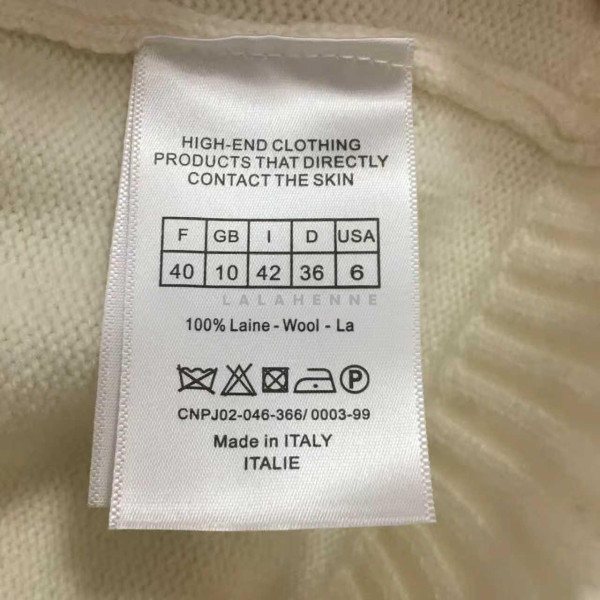 HIGH-END CLOTHING
PRODUCTS THAT DIRECTLY
CONTACT THE SKIN
F GB I D USA
40 10 42 36 6
LALAHENNE
100% Laine - Wool - La
P
CNPJ02-046-366/ 0003-99
Made in ITALY
ITALIE